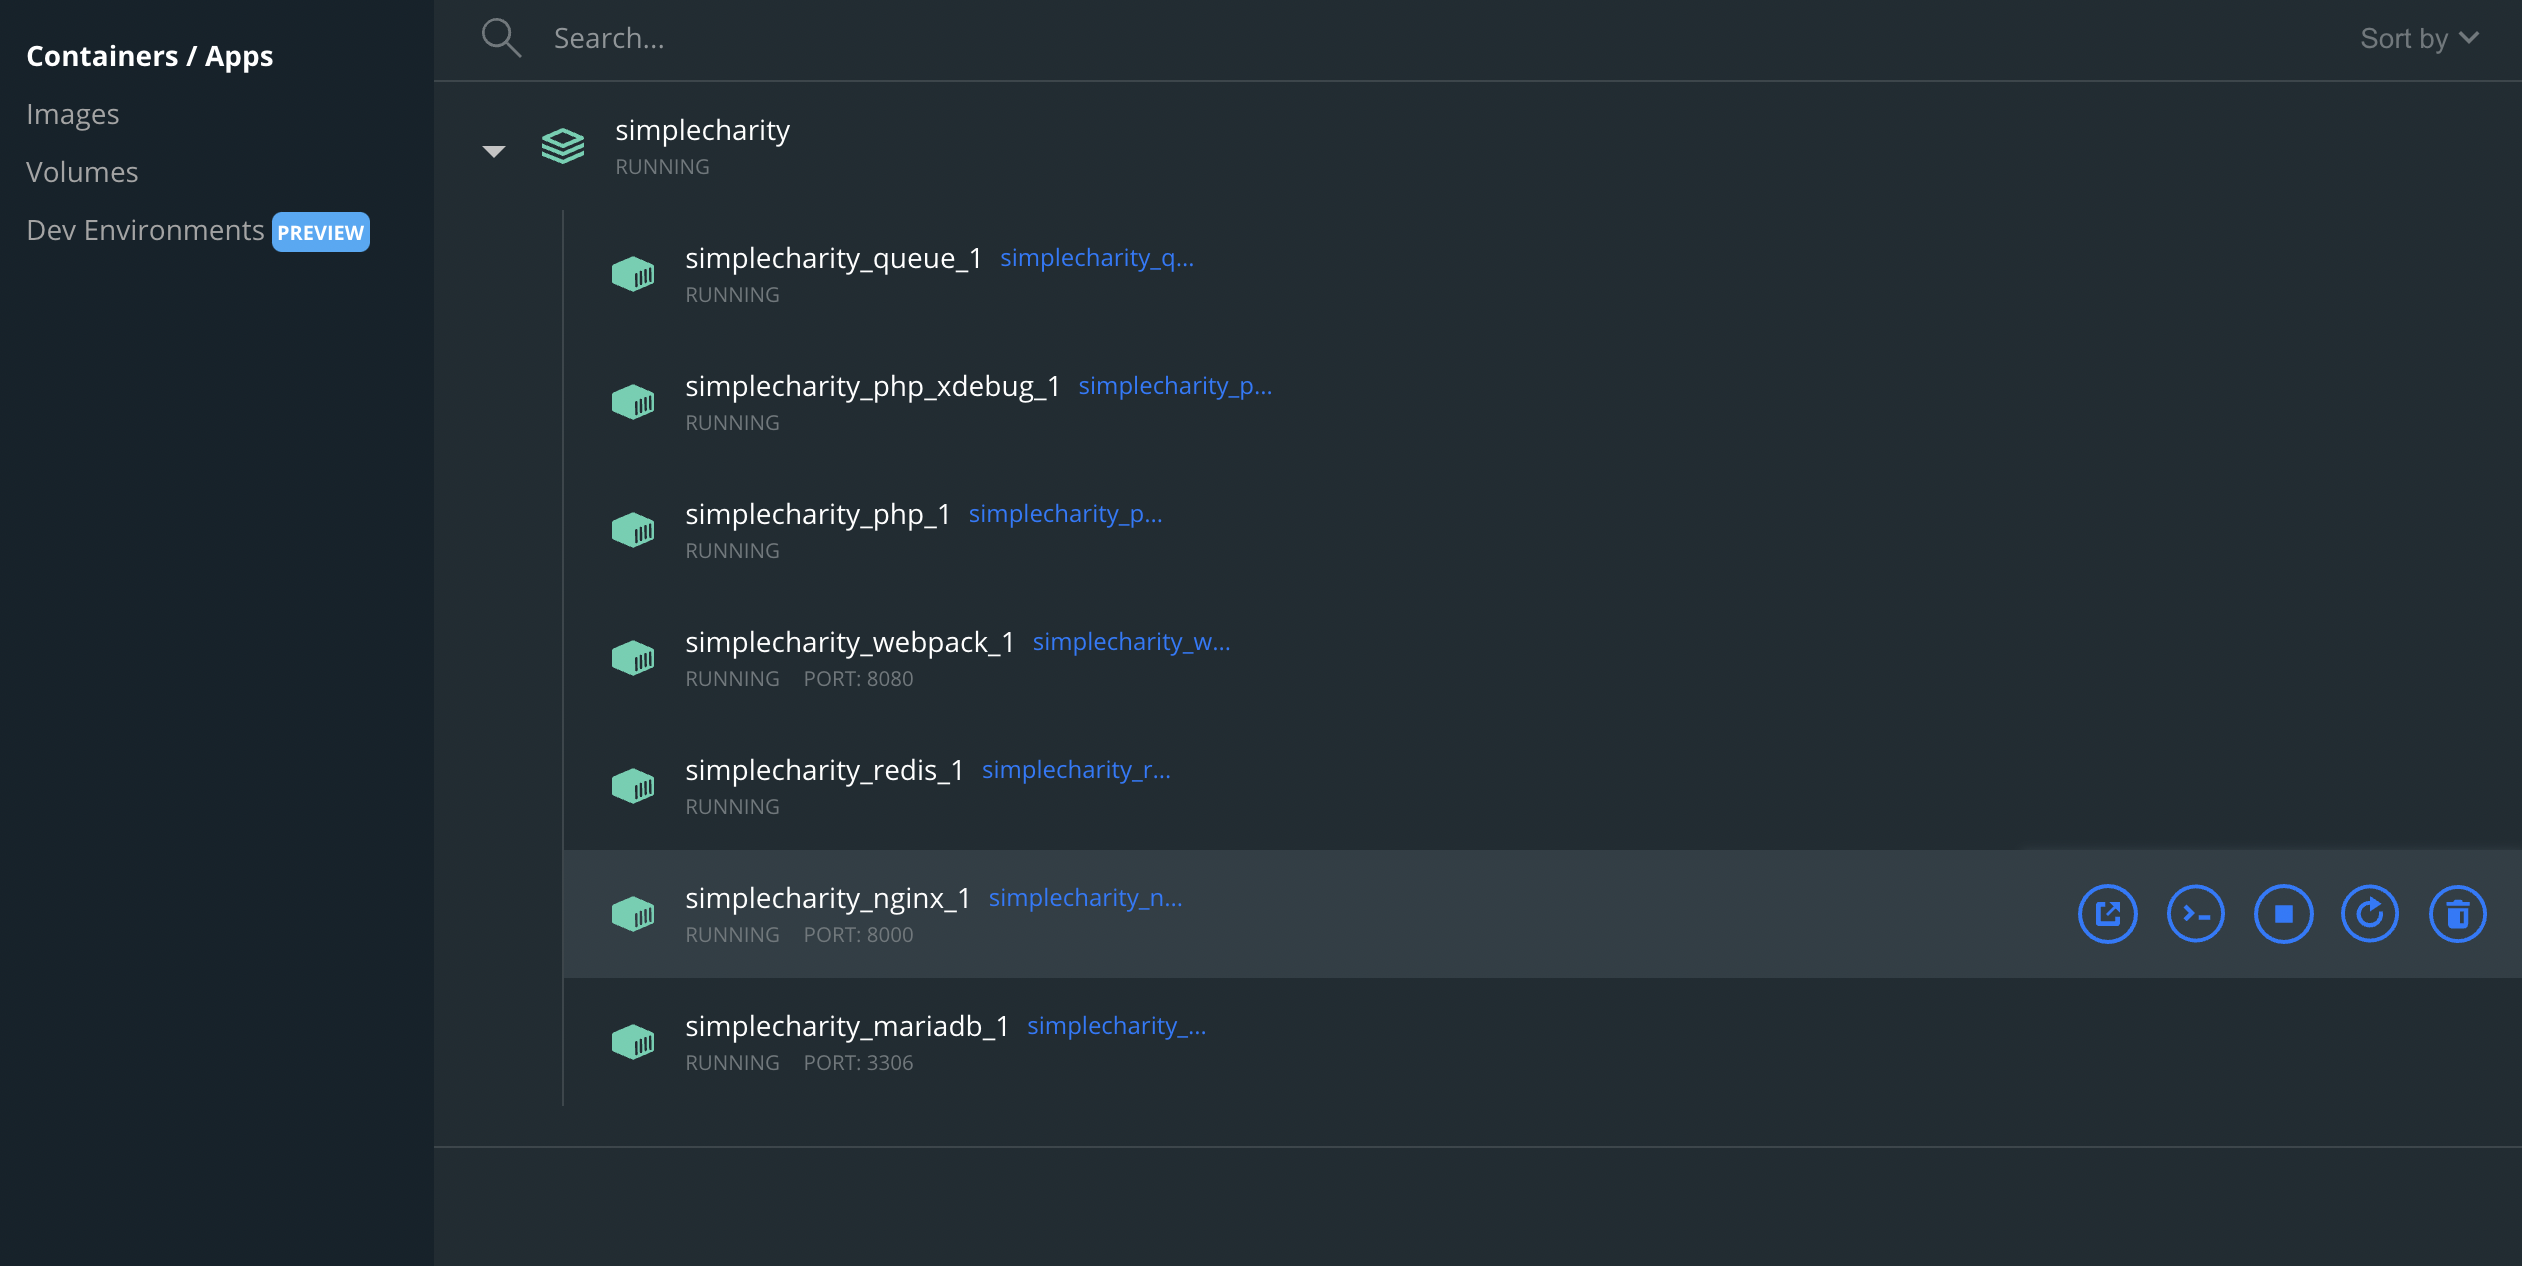 Containers / Apps
Images
Volumes
Dev Environments PREVIEW
Search...
Sort by
simplecharity
RUNNING
simplecharity_queue_1 simplecharity_q...
RUNNING
simplecharity_php_xdebug_1 simplecharity_p...
RUNNING
simplecharity_php_1 simplecharity_p...
RUNNING
simplecharity_webpack_1 simplecharity_w...
RUNNING PORT: 8080
simplecharity_redis_1 simplecharity_r...
RUNNING
simplecharity_nginx_1 simplecharity_n...
RUNNING PORT: 8000
simplecharity_mariadb_1 simplecharity_...
RUNNING PORT: 3306